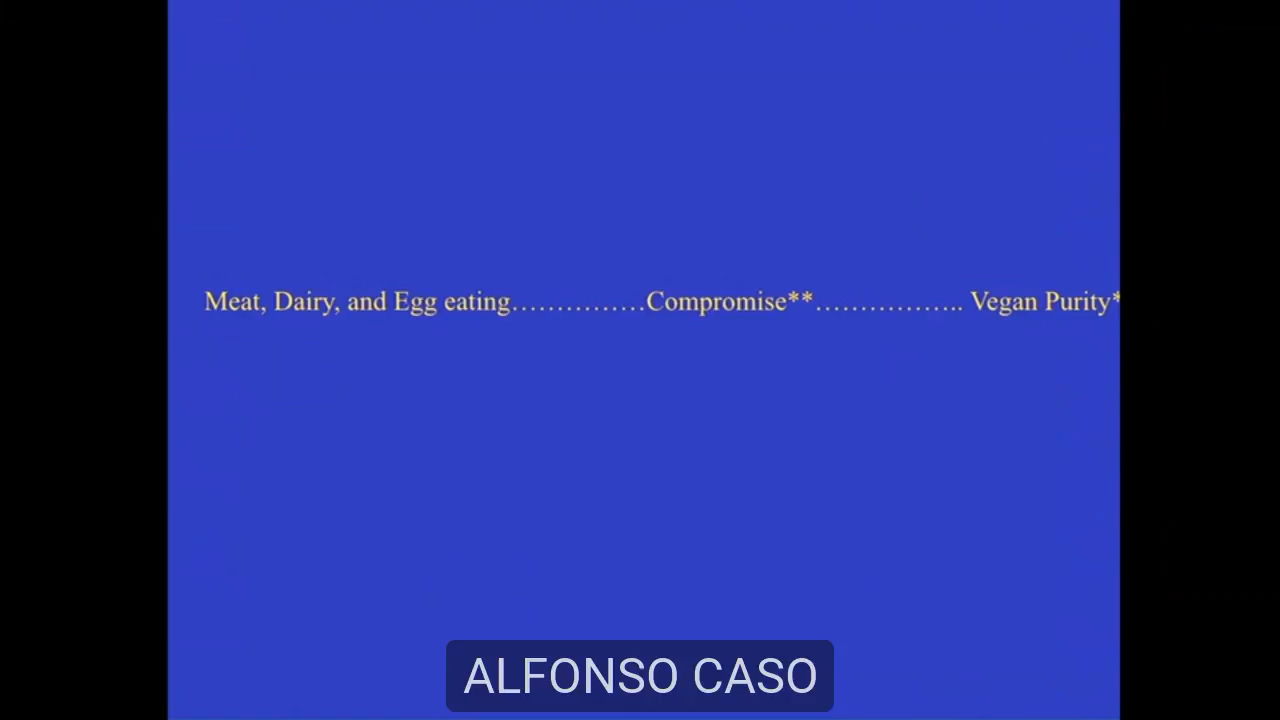 Meat, Dairy, and Egg eating……………Compromise**…………….. Vegan Purity*
ALFONSO CASO